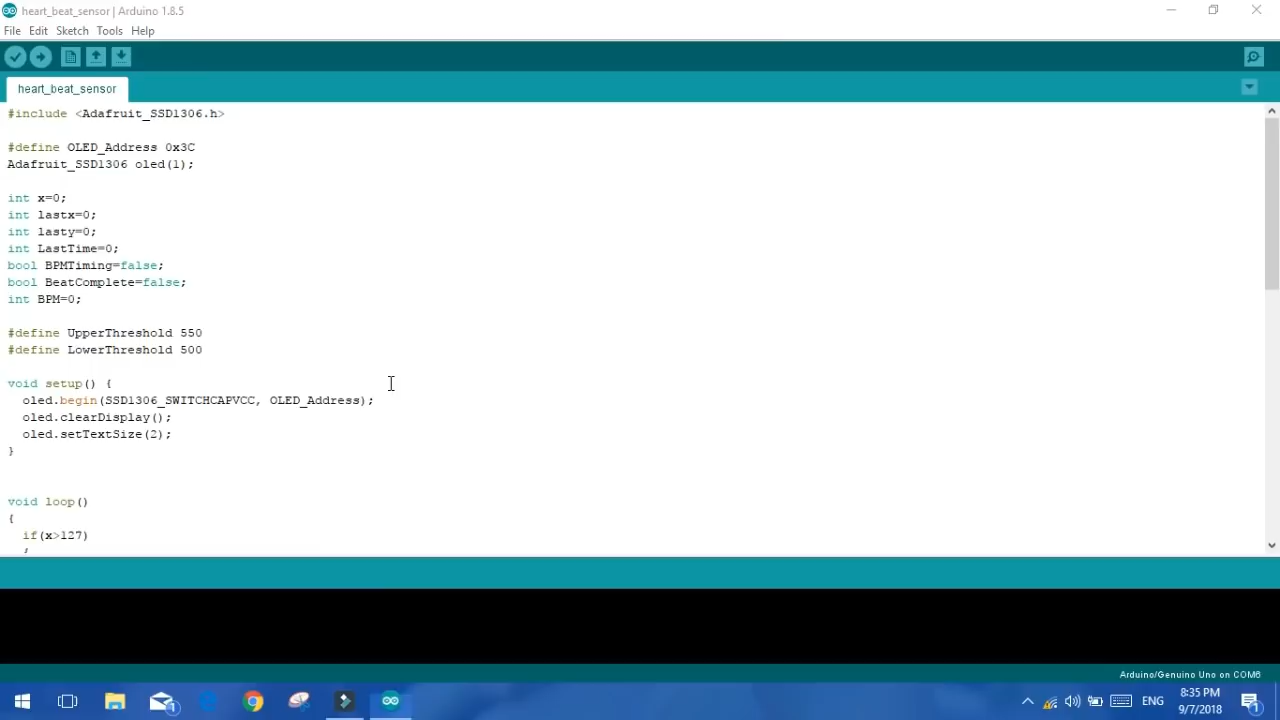 heart_beat_sensor | Arduino 1.8.5
File Edit Sketch Tools Help
heart_beat_sensor
#include <Adafruit_SSD1306.h>
#define OLED_Address 0x3C
Adafruit_SSD1306 oled(1);
int x=0;
int lastx=0;
int lasty=0;
int LastTime=0;
bool BPMTiming=false;
bool BeatComplete=false;
int BPM=0;
#define UpperThreshold 550
#define LowerThreshold 500
void setup() {
oled.begin(SSD1306_SWITCHCAPVCC, OLED_Address);
oled.clearDisplay();
oled.setTextSize(2);
}
void loop()
{
if(x>127)
{
Arduino/Genuino Uno on COM6
1
ENG
8:35 PM
9/7/2018
1